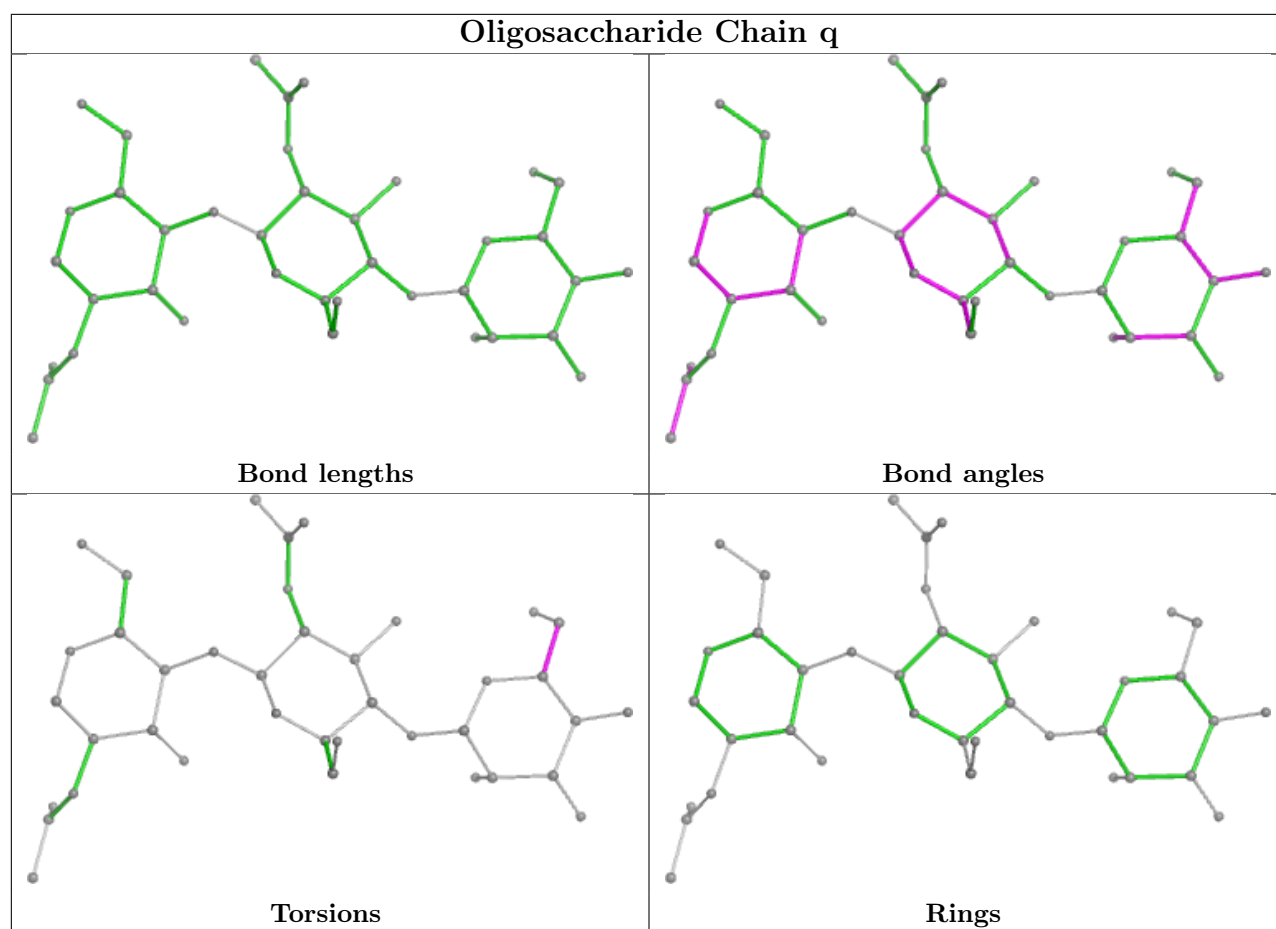 Oligosaccharide Chain q
Bond lengths
Bond angles
Torsions
Rings